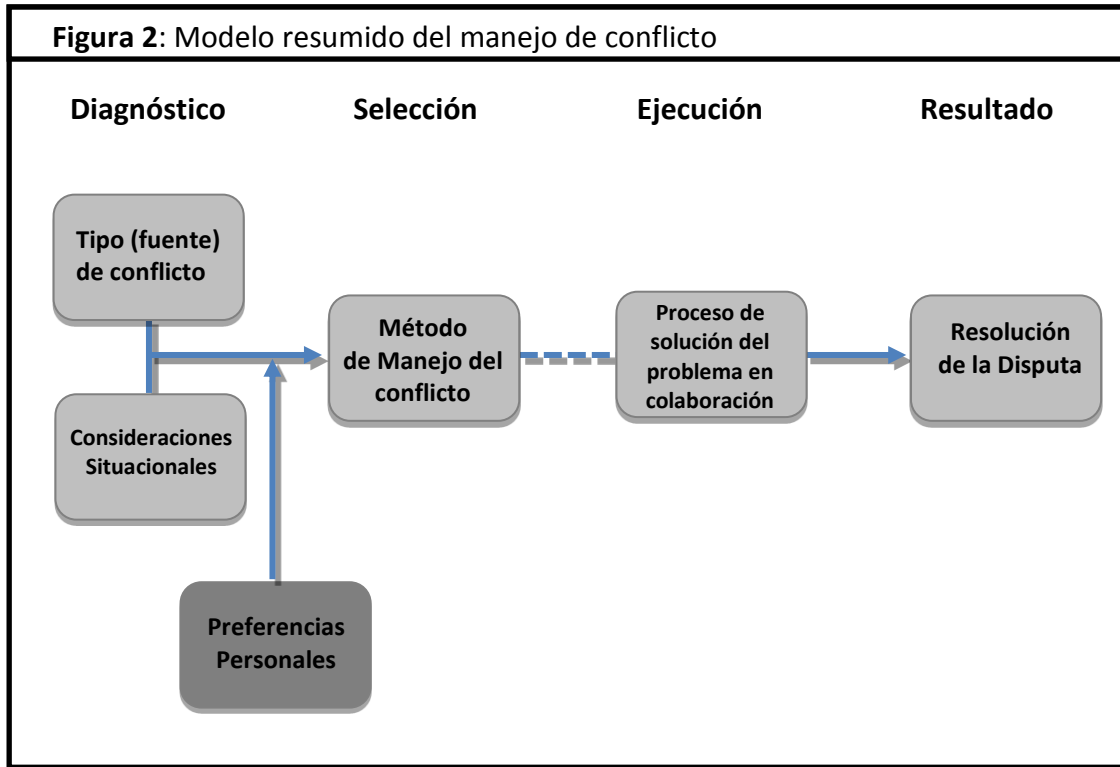 Figura 2: Modelo resumido del manejo de conflicto
Diagnóstico
Selección
Ejecución
Resultado
Tipo (fuente)
de conflicto
Consideraciones
Situacionales
Preferencias
Personales
Método
de Manejo del
conflicto
Proceso de
solución del
problema en
colaboración
Resolución
de la Disputa